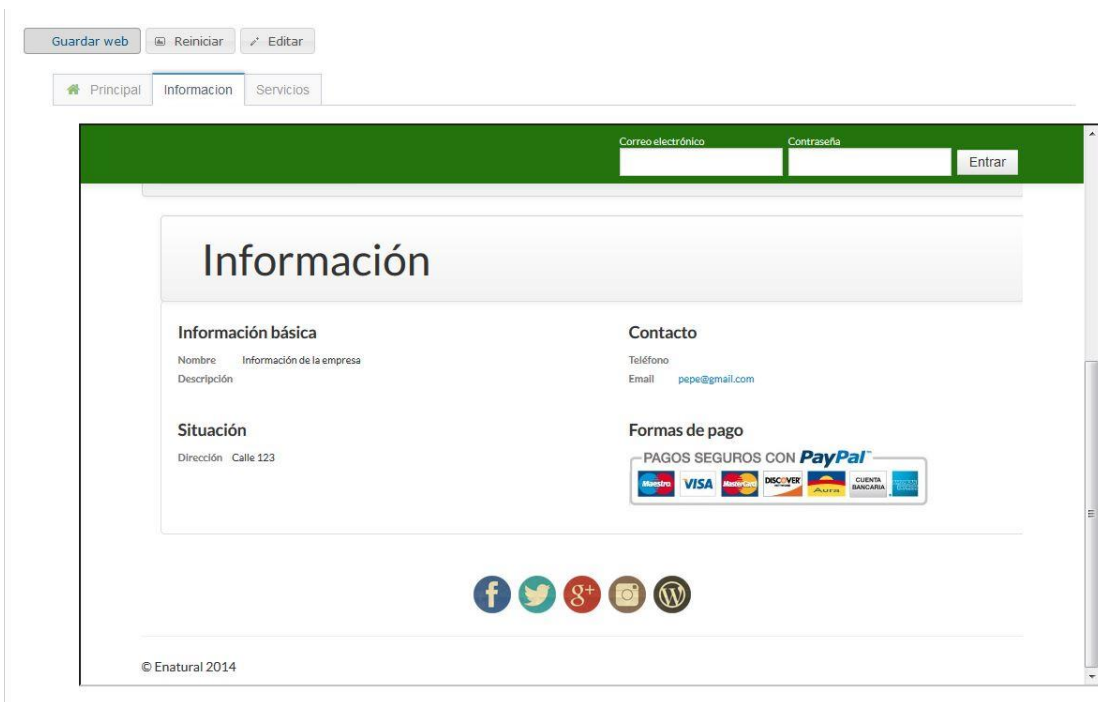 Guardar web Reiniciar Editar
Principal Informacion Servicios
Correo electrónico Contraseña
Entrar
Información
Información básica
Nombre Información de la empresa
Descripción
Contacto
Teléfono
Email pepe@gmail.com
Situación
Dirección Calle 123
Formas de pago
PAGOS SEGUROS CON PayPal
Maestro VISA MasterCard DISCOVER Aura CUENTA BANCARIA
f g+ W
© Enatural 2014